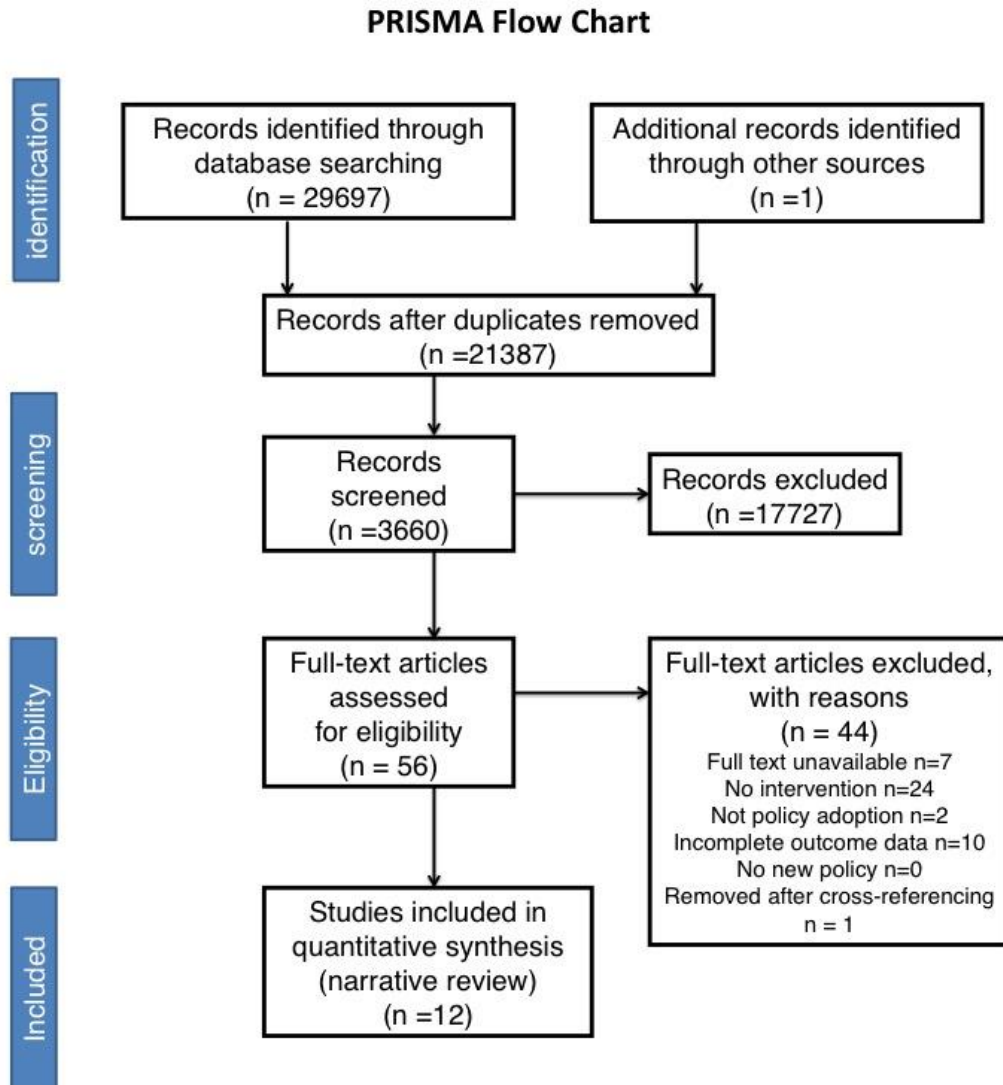 PRISMA Flow Chart
identification
Records identified through
database searching
(n = 29697)
Additional records identified
through other sources
(n =1)
Records after duplicates removed
(n =21387)
screening
Records
screened
(n =3660)
Records excluded
(n =17727)
Eligibility
Full-text articles
assessed
for eligibility
(n = 56)
Full-text articles excluded,
with reasons
(n = 44)
Full text unavailable n=7
No intervention n=24
Not policy adoption n=2
Incomplete outcome data n=10
No new policy n=0
Removed after cross-referencing
n = 1
Included
Studies included in
quantitative synthesis
(narrative review)
(n =12)